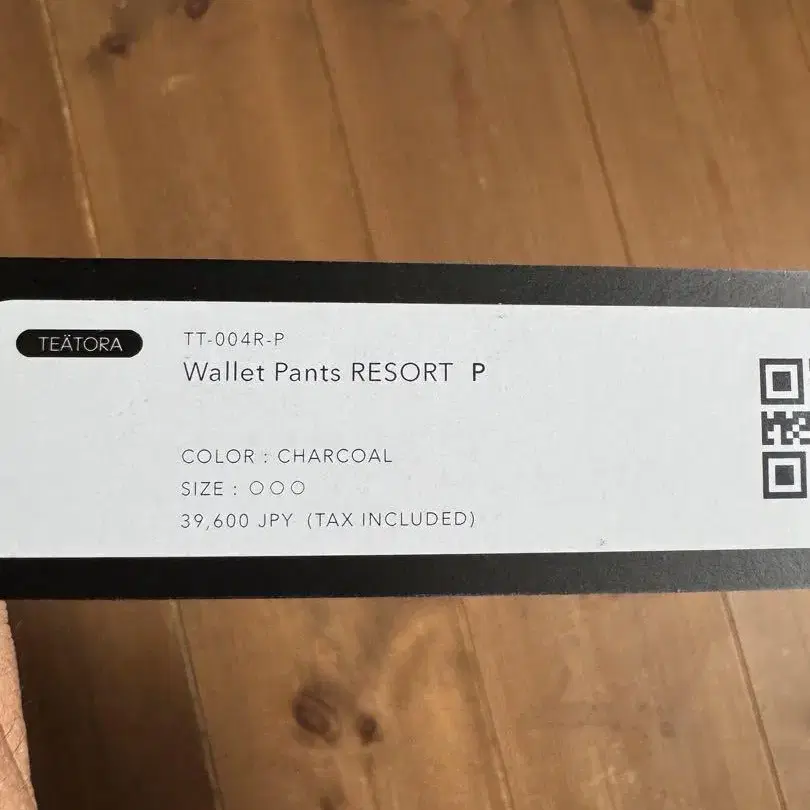 TEÄTORA
TT-004R-P
Wallet Pants RESORT P
COLOR : CHARCOAL
SIZE : ○○○
39,600 JPY (TAX INCLUDED)